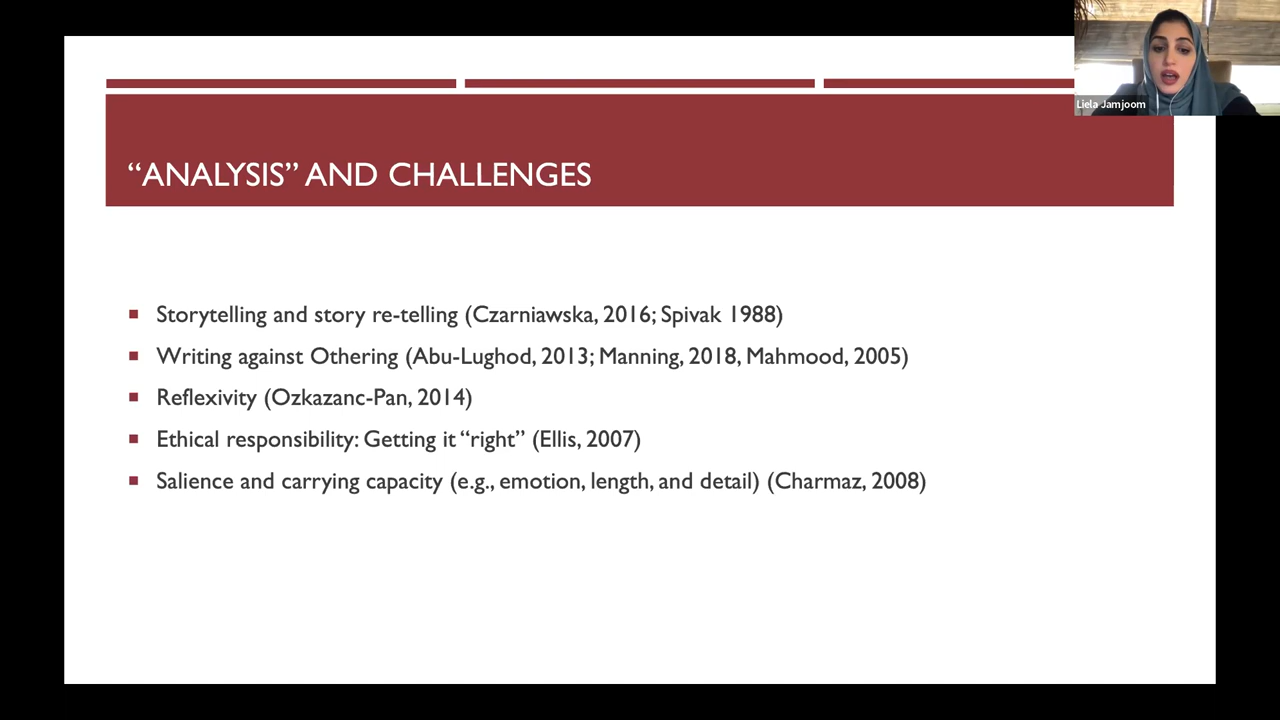 Liela Jamjoom
“ANALYSIS” AND CHALLENGES
▪ Storytelling and story re-telling (Czarniawska, 2016; Spivak 1988)
▪ Writing against Othering (Abu-Lughod, 2013; Manning, 2018, Mahmood, 2005)
▪ Reflexivity (Ozkazanc-Pan, 2014)
▪ Ethical responsibility: Getting it “right” (Ellis, 2007)
▪ Salience and carrying capacity (e.g., emotion, length, and detail) (Charmaz, 2008)